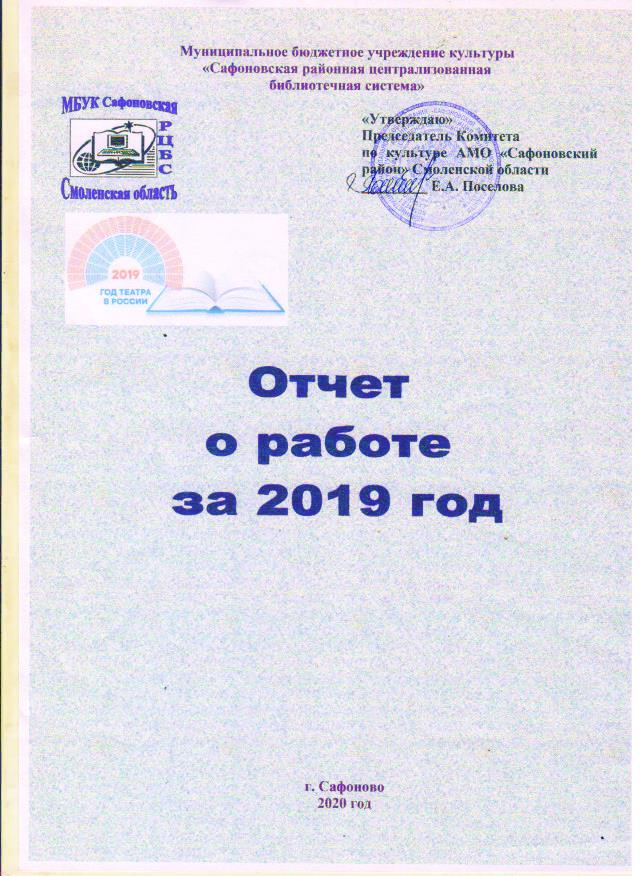 Муниципальное бюджетное учреждение культуры
«Сафоновская районная централизованная
библиотечная система»
МБУК Сафоновская
РЦБС
Смоленская область
«Утверждаю»
Председатель Комитета
по культуре АМО «Сафоновский
район» Смоленской области
Е.А. Поселова
2019
ГОД ТЕАТРА
В РОССИИ
Отчет
о работе
за 2019 год
г. Сафоново
2020 год